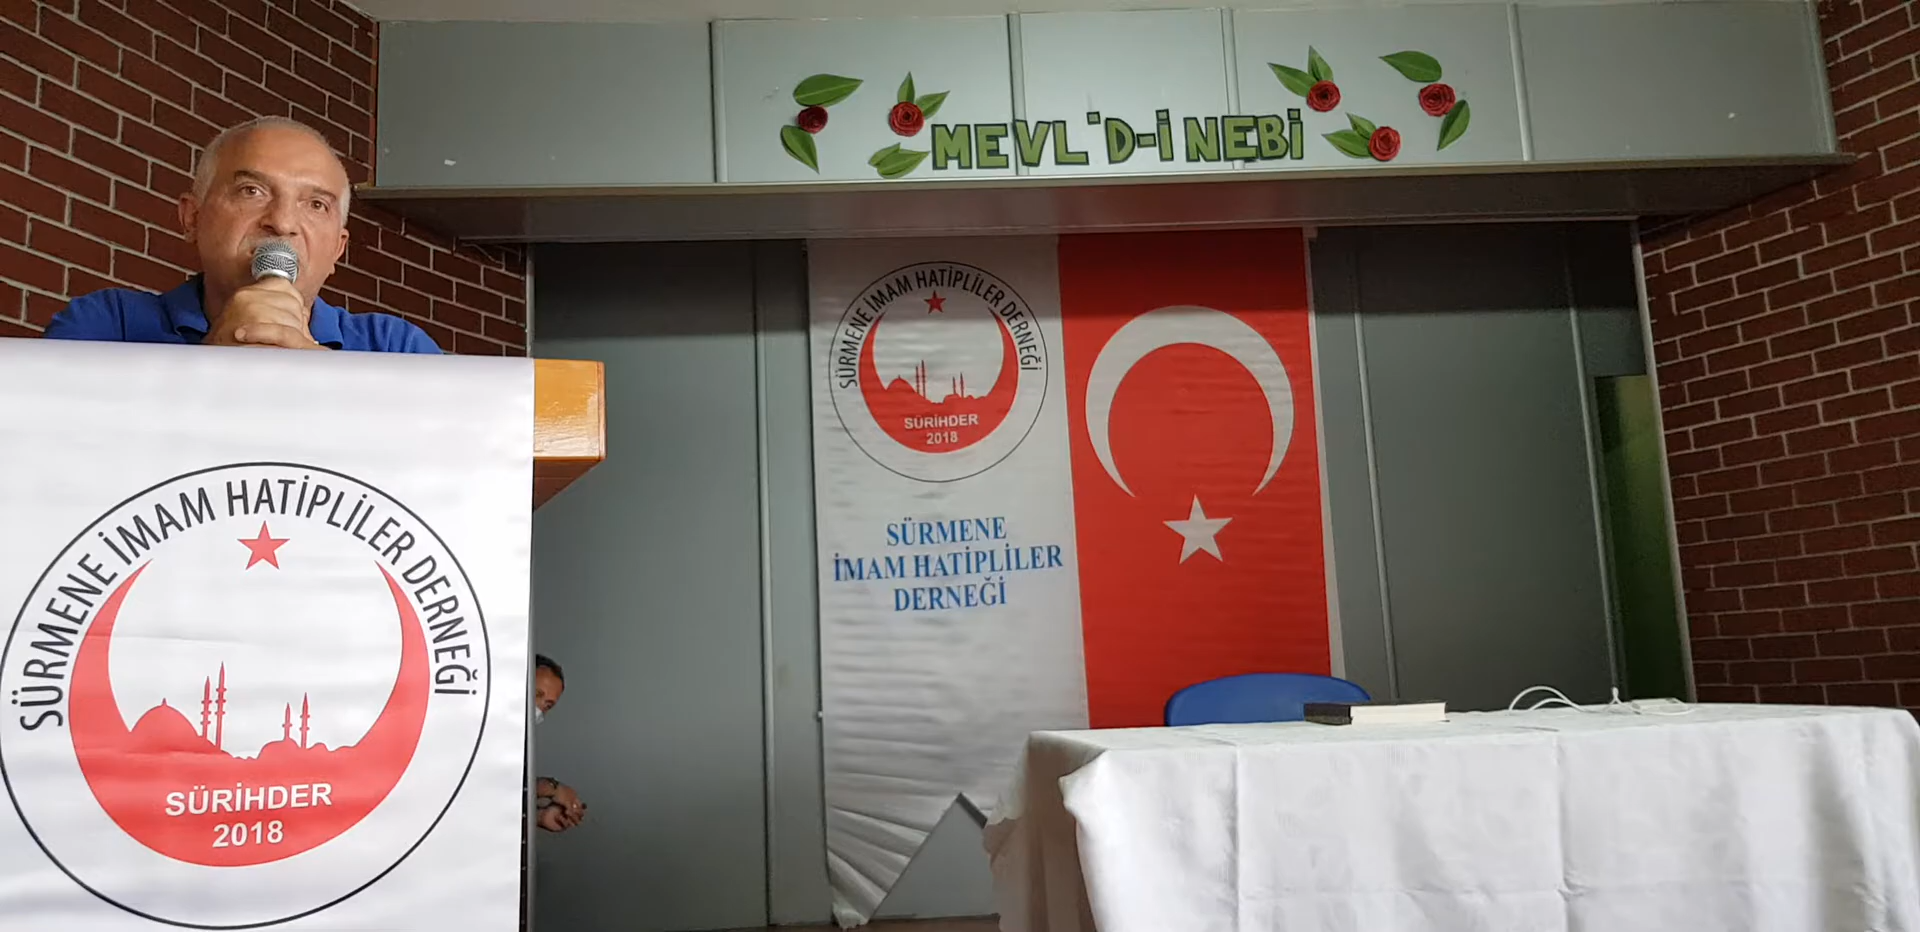 MEVL'D-İ NEBİ
SÜRMENE İMAM HATİPLİLER DERNEĞİ
SÜRİHDER
2018
SÜRMENE
İMAM HATİPLİLER
DERNEĞİ
SÜRMENE İMAM HATİPLİLER DERNEĞİ
SÜRİHDER
2018